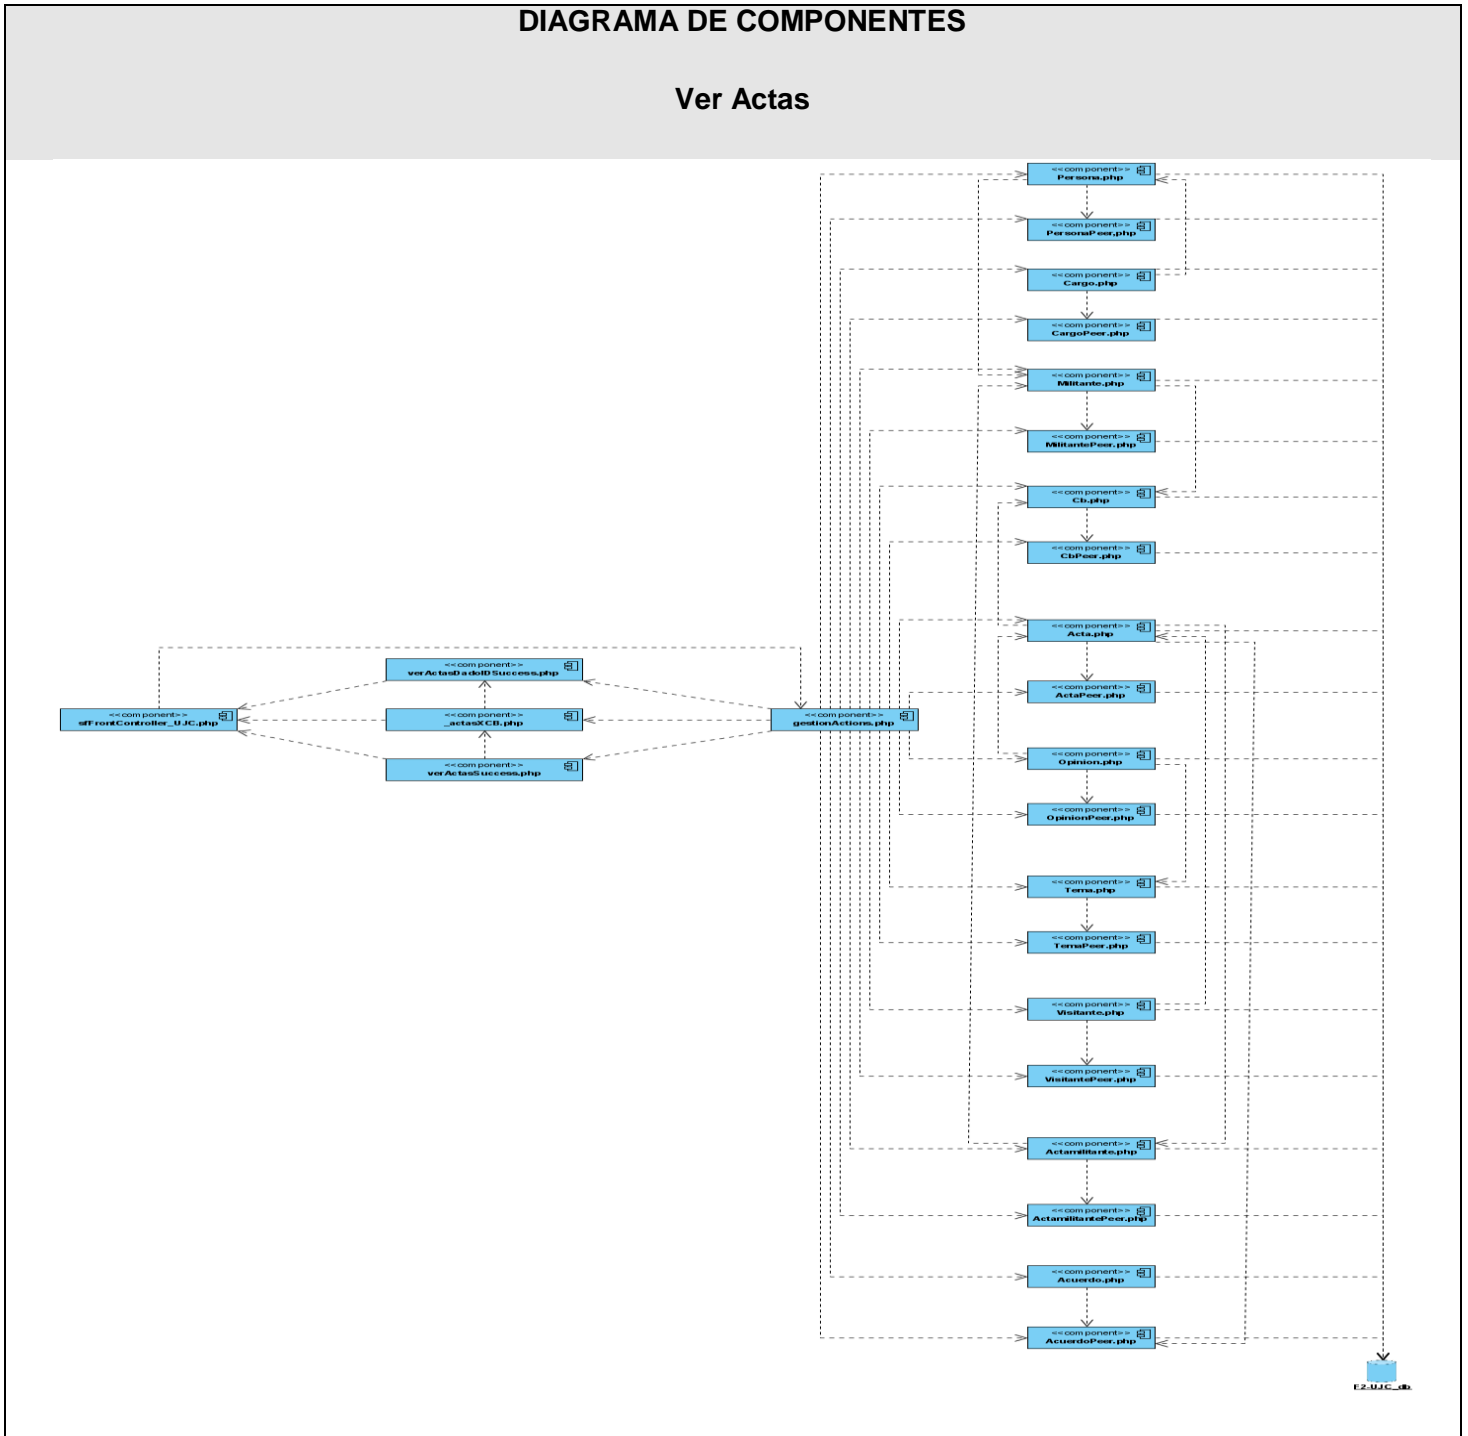 DIAGRAMA DE COMPONENTES
Ver Actas
<<component>>
Persona.php
<<component>>
PersonaPeer.php
<<component>>
Cargo.php
<<component>>
CargoPeer.php
<<component>>
Militante.php
<<component>>
MilitantePeer.php
<<component>>
Cb.php
<<component>>
CbPeer.php
<<component>>
Acta.php
<<component>>
verActasDadoIDSuccess.php
<<component>>
ActaPeer.php
<<component>>
sfFrontController_UJC.php
<<component>>
_actasXCB.php
<<component>>
gestionActions.php
<<component>>
Opinion.php
<<component>>
verActasSuccess.php
<<component>>
OpinionPeer.php
<<component>>
Tema.php
<<component>>
TemaPeer.php
<<component>>
Visitante.php
<<component>>
VisitantePeer.php
<<component>>
Actamilitante.php
<<component>>
ActamilitantePeer.php
<<component>>
Acuerdo.php
<<component>>
AcuerdoPeer.php
F2-UJC_db